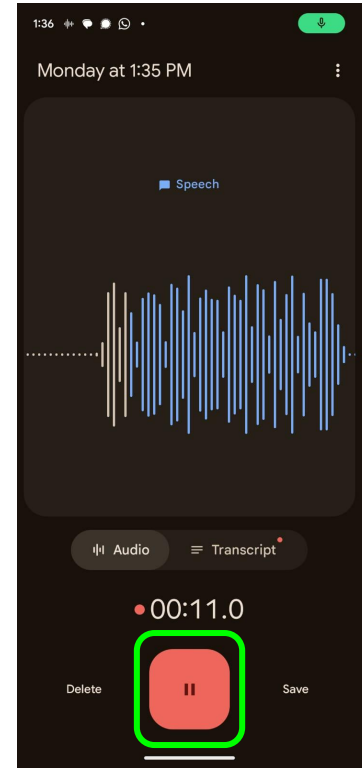 1:36
Monday at 1:35 PM
Speech
Audio
Transcript
00:11.0
Delete
Save